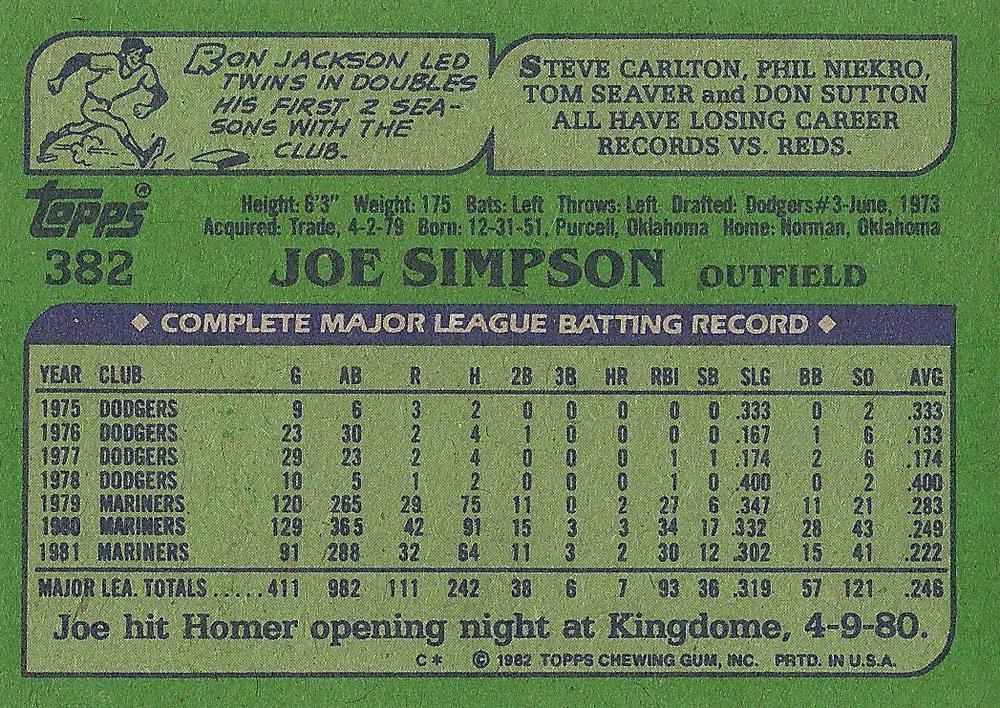 RON JACKSON LED
TWINS IN DOUBLES
HIS FIRST 2 SEA-
SONS WITH THE
CLUB.
STEVE CARLTON, PHIL NIEKRO,
TOM SEAVER and DON SUTTON
ALL HAVE LOSING CAREER
RECORDS VS. REDS.
Topps®
Height: 6'3" Weight: 175 Bats: Left Throws: Left Drafted: Dodgers#3-June, 1973
Acquired: Trade, 4-2-79 Born: 12-31-51, Purcell, Oklahoma Home: Norman, Oklahoma
382 JOE SIMPSON OUTFIELD
◆ COMPLETE MAJOR LEAGUE BATTING RECORD ◆
YEAR CLUB G AB R H 2B 3B HR RBI SB SLG BB SO AVG
1975 DODGERS 9 6 3 2 0 0 0 0 0 .333 0 2 .333
1976 DODGERS 23 30 2 4 1 0 0 0 0 .167 1 6 .133
1977 DODGERS 29 23 2 4 0 0 0 1 1 .174 2 6 .174
1978 DODGERS 10 5 1 2 0 0 0 1 0 .400 0 2 .400
1979 MARINERS 120 265 29 75 11 0 2 27 6 .347 11 21 .283
1980 MARINERS 129 365 42 91 15 3 3 34 17 .332 28 43 .249
1981 MARINERS 91 288 32 64 11 3 2 30 12 .302 15 41 .222
MAJOR LEA. TOTALS.....411 982 111 242 38 6 7 93 36 .319 57 121 .246
Joe hit Homer opening night at Kingdome, 4-9-80.
C* © 1982 TOPPS CHEWING GUM, INC. PRTD. IN U.S.A.